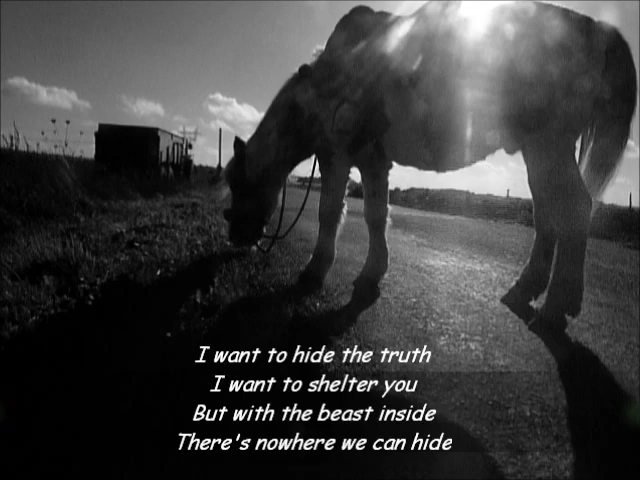 I want to hide the truth
I want to shelter you
But with the beast inside
There's nowhere we can hide